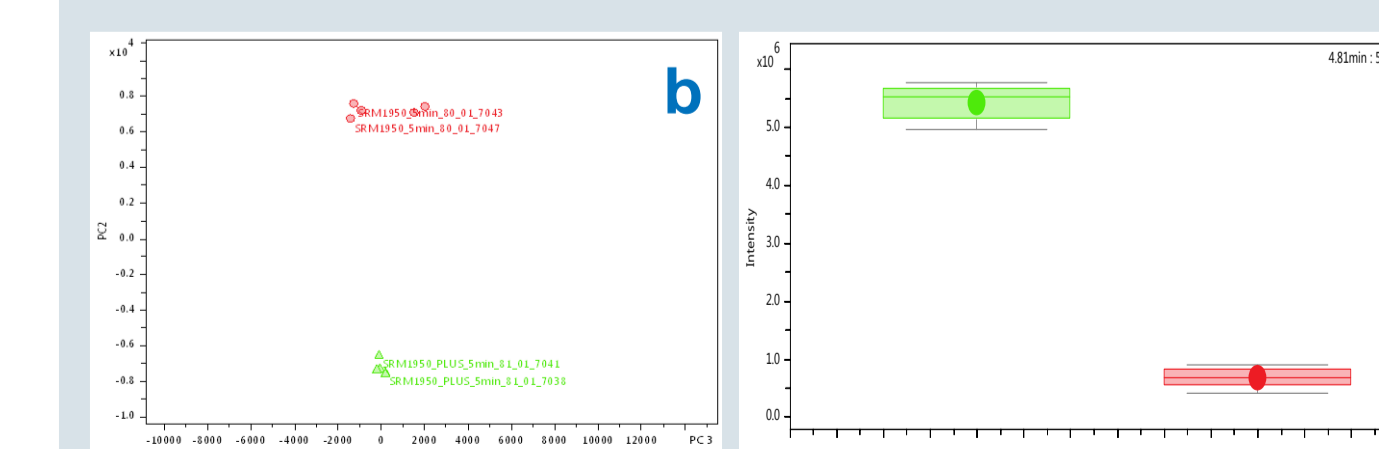 x10 4
b
0.8
0.6
0.4
0.2
0.0
-0.2
-0.4
-0.6
-0.8
-1.0
PC2
SRM1950_5min_80_01_7043
SRM1950_5min_80_01_7047
SRM1950_PLUS_5min_81_01_7041
SRM1950_PLUS_5min_81_01_7038
-10000 -8000 -6000 -4000 -2000 0 2000 4000 6000 8000 10000 12000 PC3
x10 6
4.81min : 5
5.0
4.0
3.0
2.0
1.0
0.0
Intensity